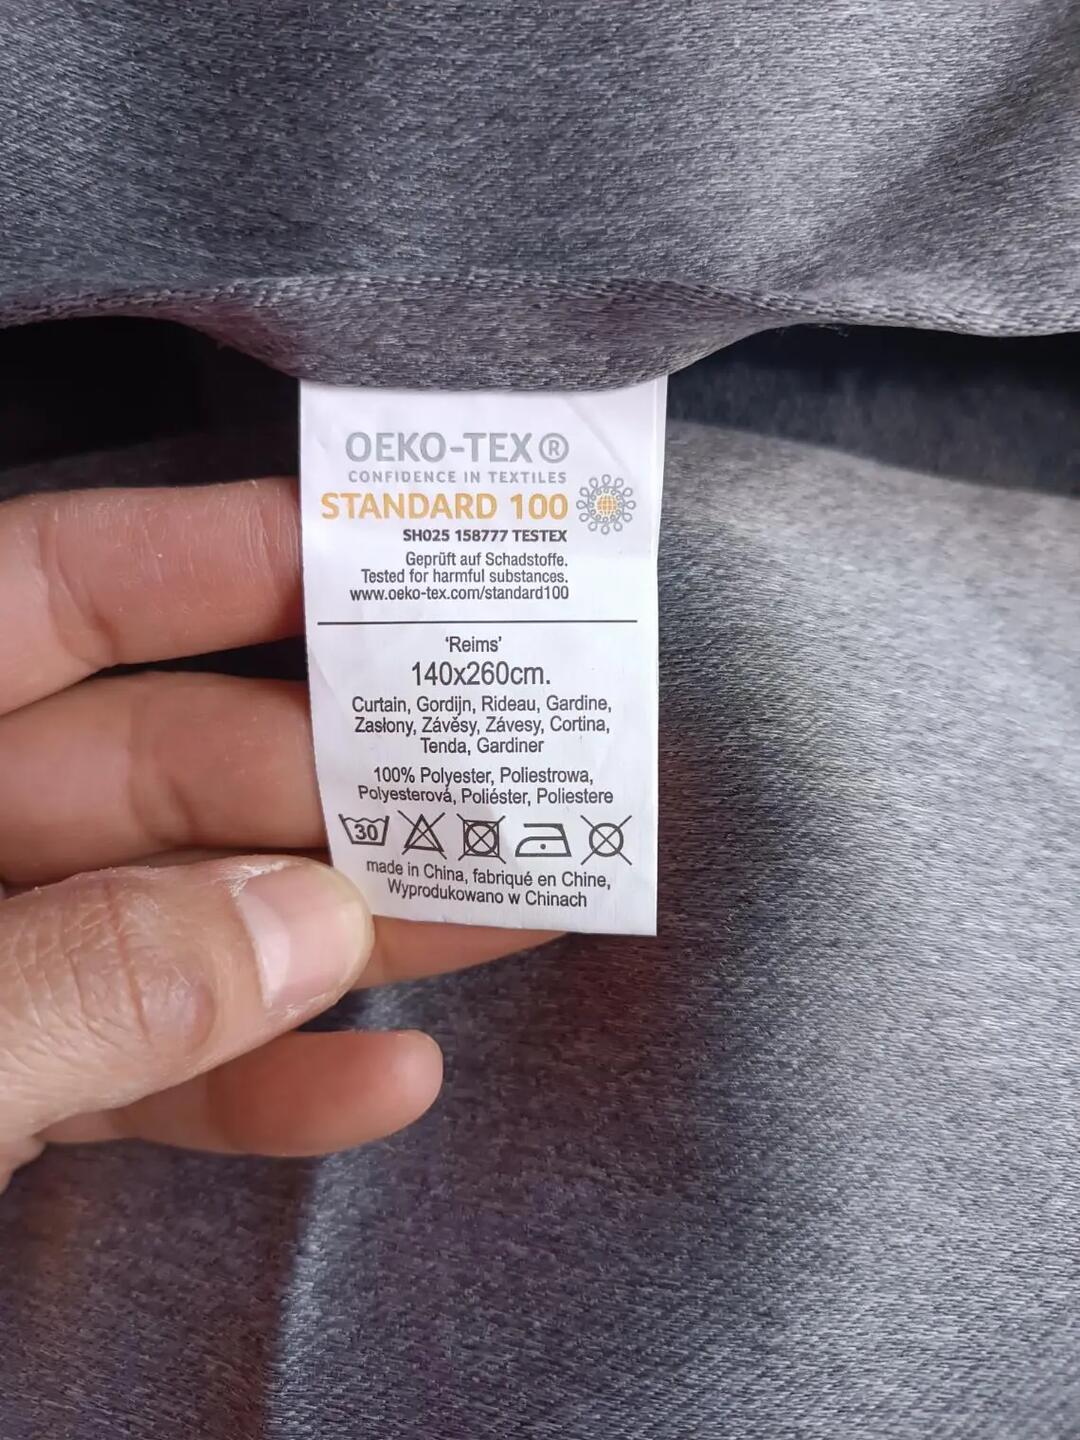 OEKO-TEX®
CONFIDENCE IN TEXTILES
STANDARD 100
SH025 158777 TESTEX
Geprüft auf Schadstoffe.
Tested for harmful substances.
www.oeko-tex.com/standard100
‘Reims’
140x260cm.
Curtain, Gordijn, Rideau, Gardine,
Zasłony, Závěsy, Závesy, Cortina,
Tenda, Gardiner
100% Polyester, Poliestrowa,
Polyesterová, Poliéster, Poliestere
30
made in China, fabriqué en Chine,
Wyprodukowano w Chinach